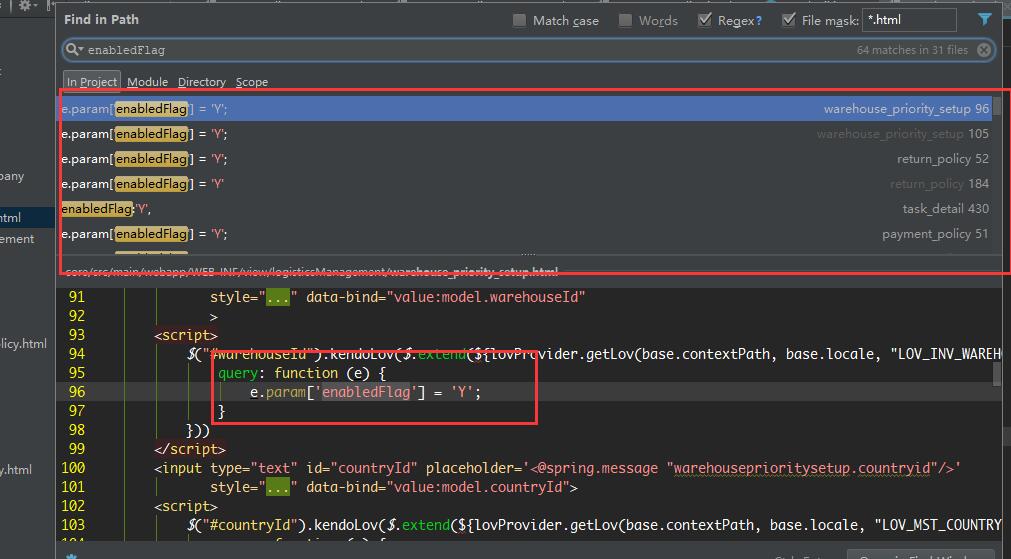 Find in Path
Match case
Words
Regex?
File mask:
*.html
enabledFlag
64 matches in 31 files
In Project Module Directory Scope
e.param['enabledFlag'] = 'Y'; warehouse_priority_setup 96
e.param['enabledFlag'] = 'Y'; warehouse_priority_setup 105
e.param['enabledFlag'] = 'Y'; return_policy 52
e.param['enabledFlag'] = 'Y' return_policy 184
enabledFlag:'Y', task_detail 430
e.param['enabledFlag'] = 'Y'; payment_policy 51
core/src/main/webapp/WEB-INF/view/logisticsManagement/warehouse_priority_setup.html
91 style="..." data-bind="value:model.warehouseId"
92 >
93 <script>
94 $("#warehouseId").kendoLov($.extend(${lovProvider.getLov(base.contextPath, base.locale, "LOV_INV_WAREH
95 query: function (e) {
96 e.param['enabledFlag'] = 'Y';
97 }
98 }))
99 </script>
100 <input type="text" id="countryId" placeholder='<@spring.message "warehouseprioritysetup.countryid"/>'
101 style="..." data-bind="value:model.countryId">
102 <script>
103 $("#countryId").kendoLov($.extend(${lovProvider.getLov(base.contextPath, base.locale, "LOV_MST_COUNTRY
pany
html
ement
licy.html
y.html